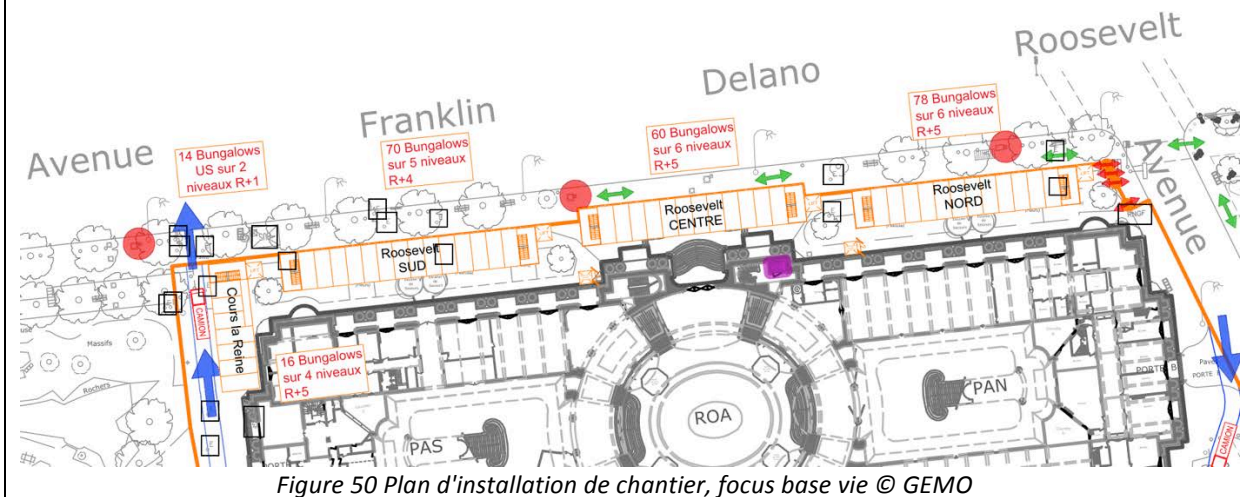 Roosevelt
Delano
Franklin
Avenue
Avenue
14 Bungalows
US sur 2
niveaux R+1
70 Bungalows
sur 5 niveaux
R+4
60 Bungalows
sur 6 niveaux
R+5
78 Bungalows
sur 6 niveaux
R+5
Roosevelt
SUD
Roosevelt
CENTRE
Roosevelt
NORD
Cours la Reine
CAMION
16 Bungalows
sur 4 niveaux
R+5
Massifs
Rochers
PAS
ROA
PAN
PORTE B
CAMION
Figure 50 Plan d'installation de chantier, focus base vie © GEMO